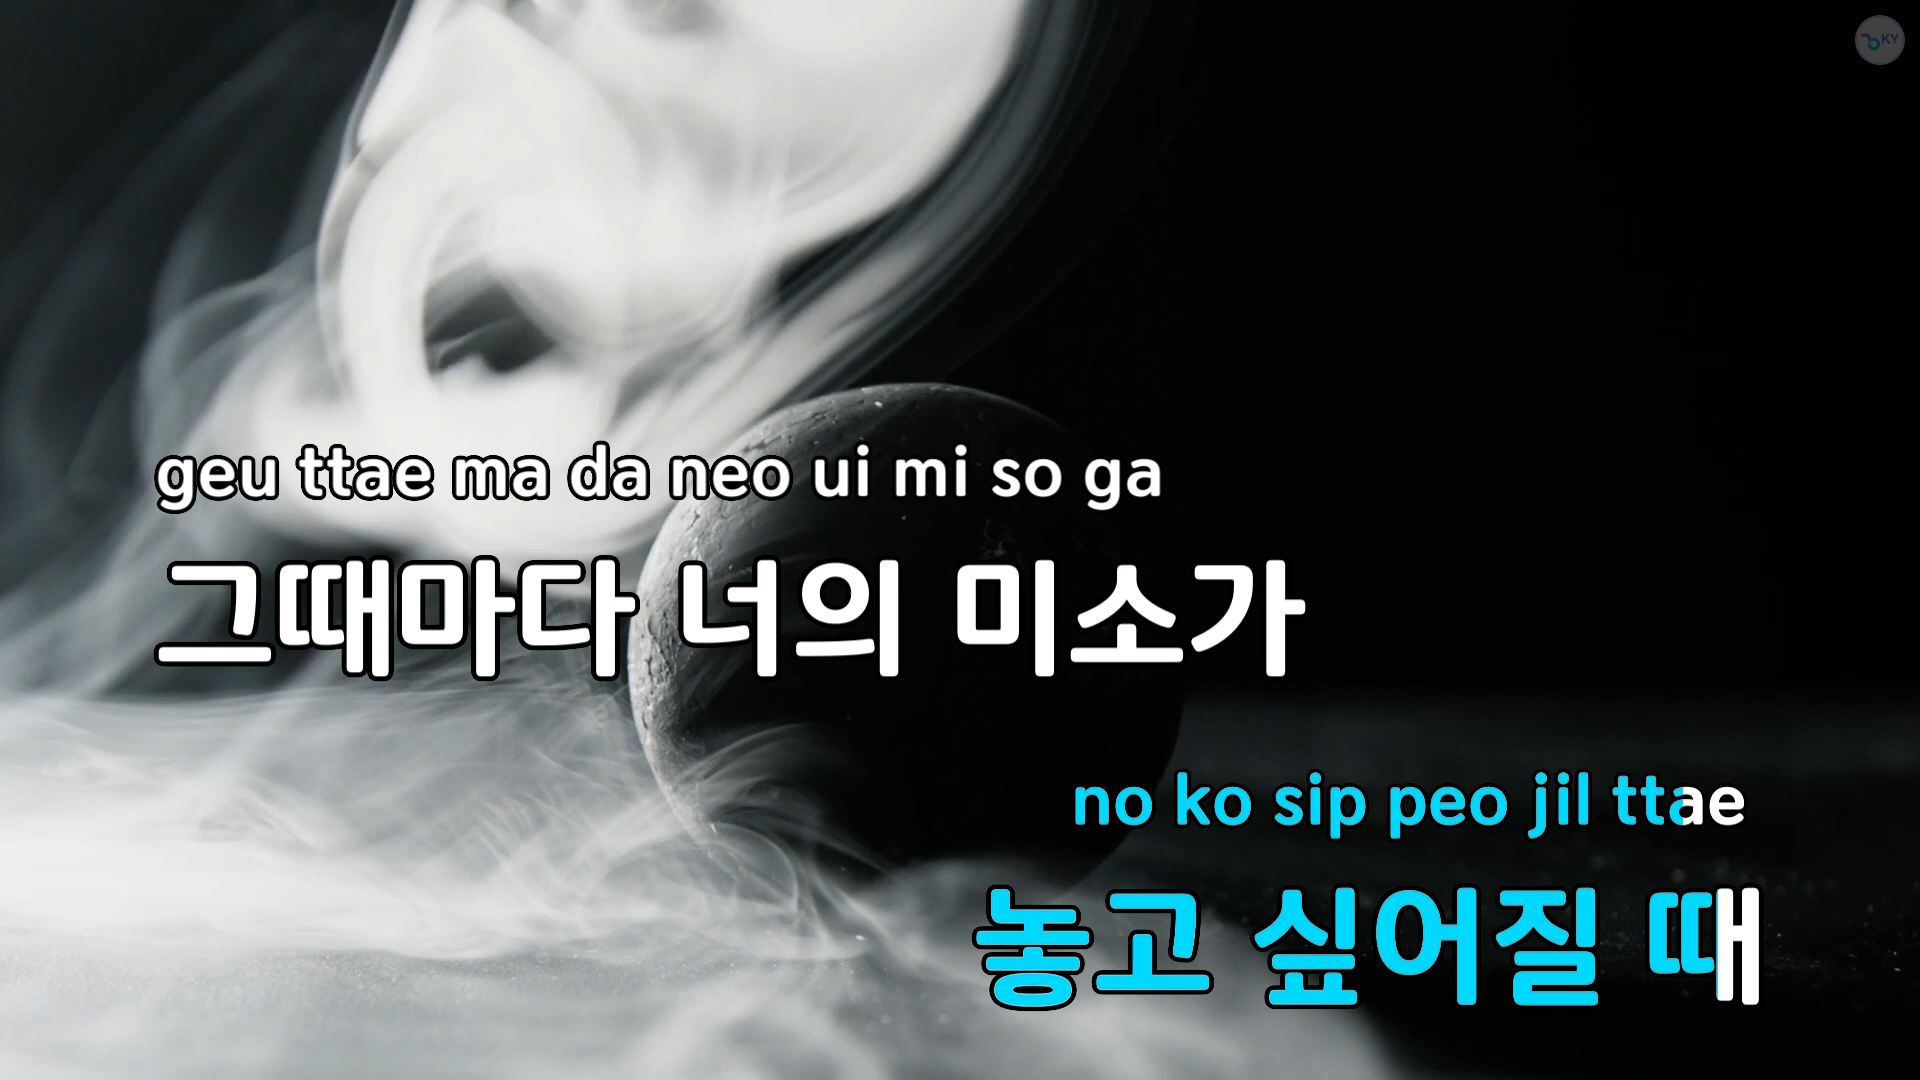 KY
geu ttae ma da neo ui mi so ga
그때마다 너의 미소가
no ko sip peo jil ttae
놓고 싶어질 때